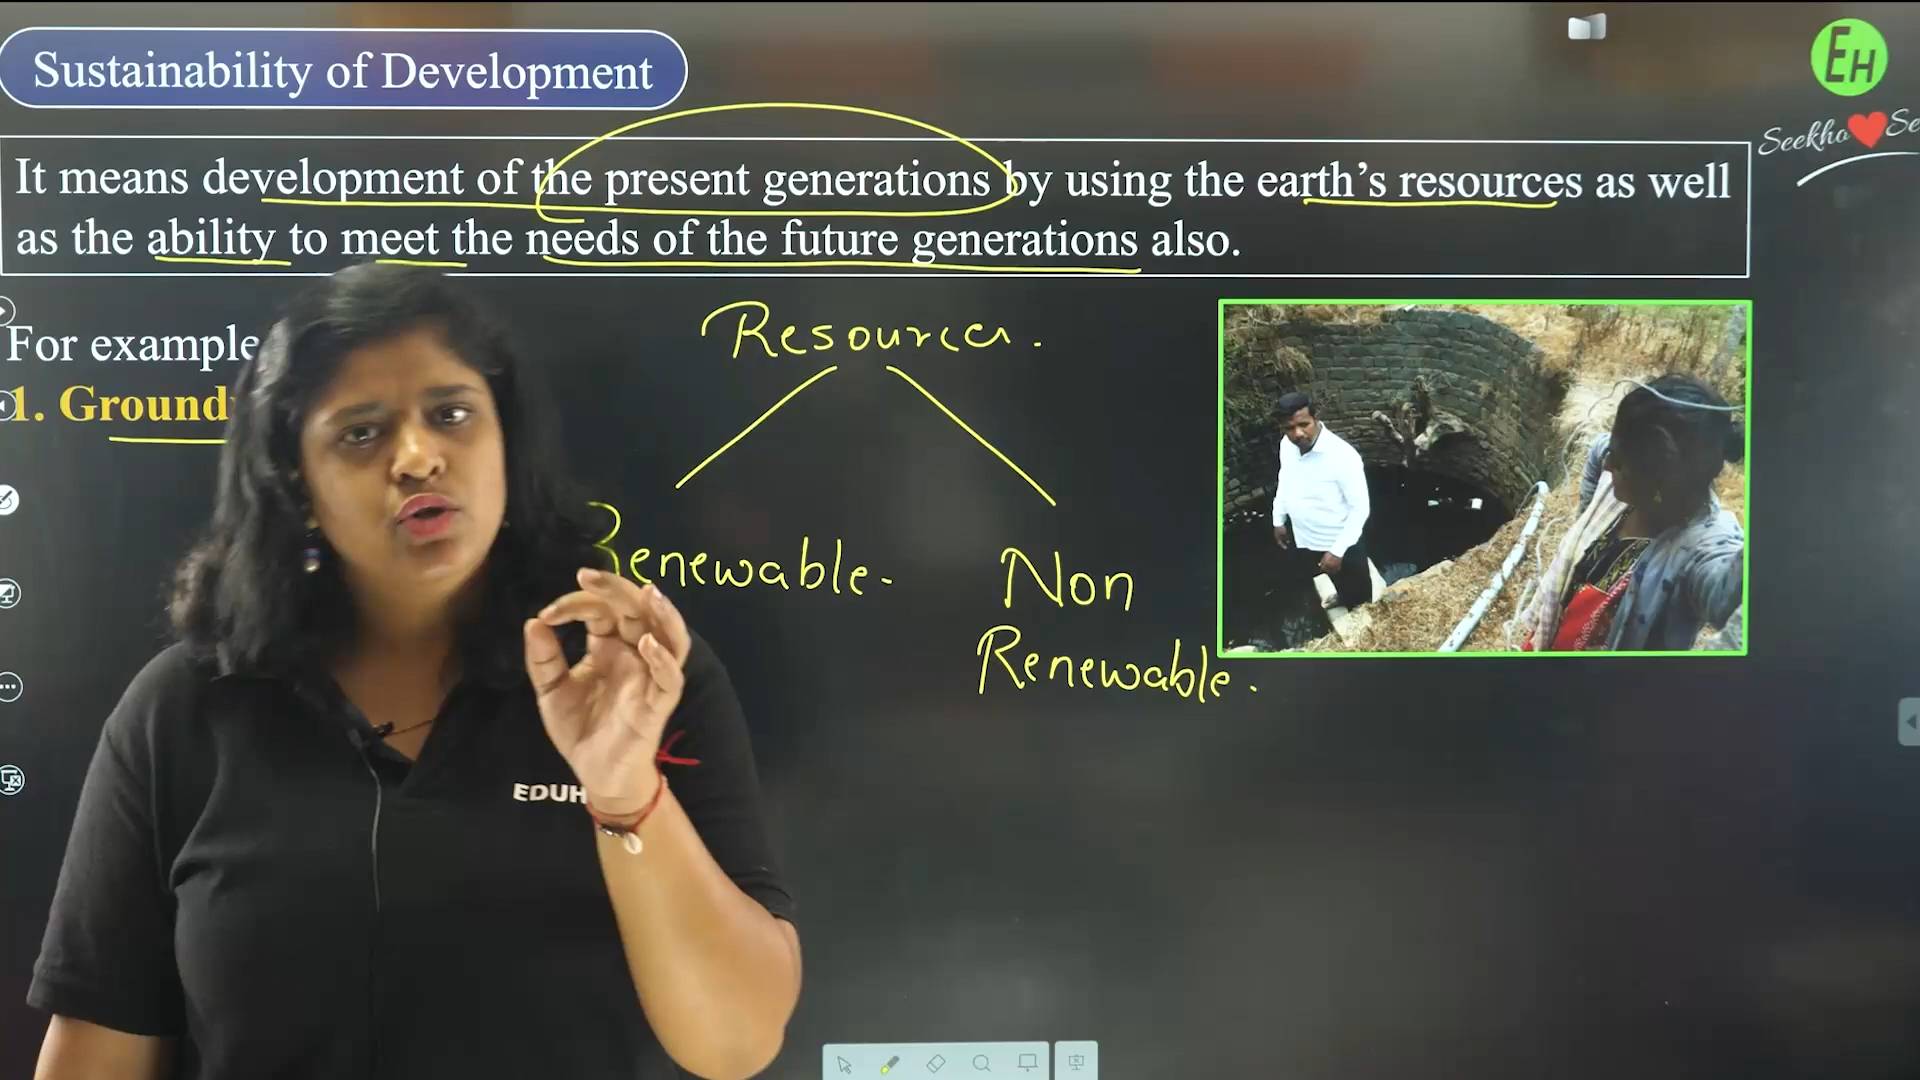 Sustainability of Development
EH
Seekho Se
It means development of the present generations by using the earth's resources as well
as the ability to meet the needs of the future generations also.
For example
1. Ground
Resources.
Renewable.
Non
Renewable.
EDUH